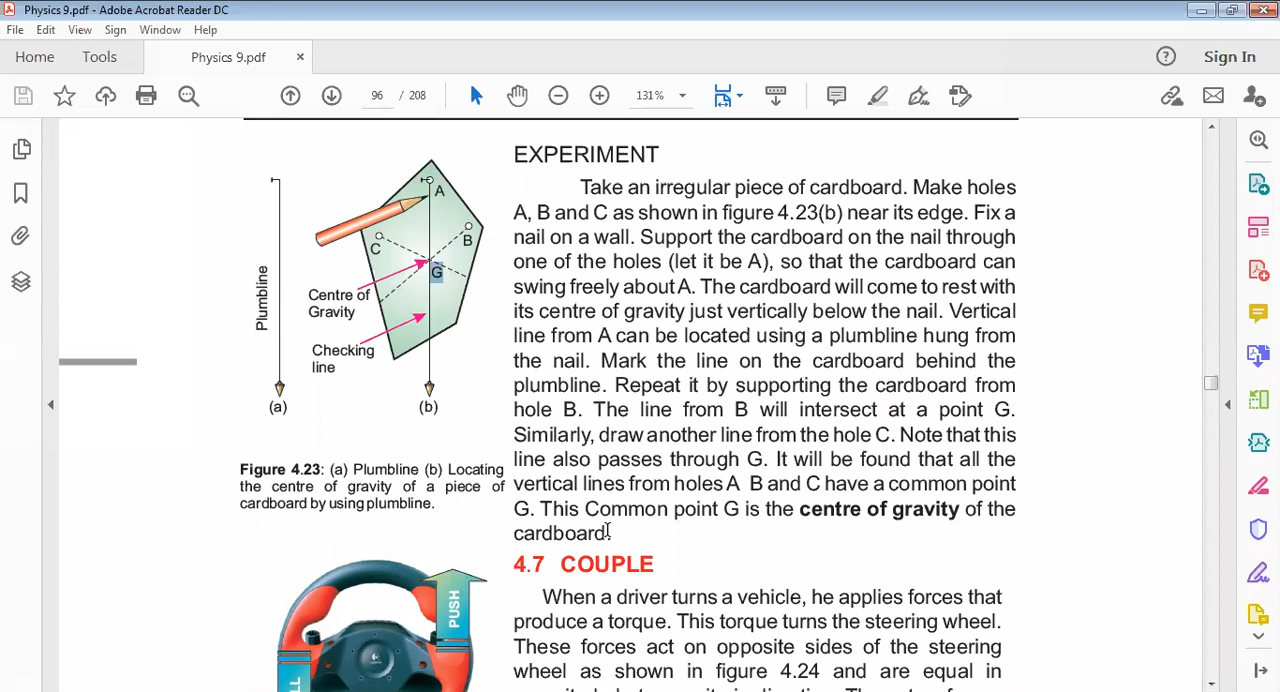 Physics 9.pdf - Adobe Acrobat Reader DC
File Edit View Sign Window Help
Home Tools Physics 9.pdf × ? Sign In
96 / 208 131%
EXPERIMENT
Take an irregular piece of cardboard. Make holes
A, B and C as shown in figure 4.23(b) near its edge. Fix a
nail on a wall. Support the cardboard on the nail through
one of the holes (let it be A), so that the cardboard can
swing freely about A. The cardboard will come to rest with
its centre of gravity just vertically below the nail. Vertical
line from A can be located using a plumbline hung from
the nail. Mark the line on the cardboard behind the
plumbline. Repeat it by supporting the cardboard from
hole B. The line from B will intersect at a point G.
Similarly, draw another line from the hole C. Note that this
line also passes through G. It will be found that all the
vertical lines from holes A B and C have a common point
G. This Common point G is the centre of gravity of the
cardboard.
A
B
C
G
Plumbline
Centre of
Gravity
Checking
line
(a) (b)
Figure 4.23: (a) Plumbline (b) Locating
the centre of gravity of a piece of
cardboard by using plumbline.
4.7 COUPLE
When a driver turns a vehicle, he applies forces that
produce a torque. This torque turns the steering wheel.
These forces act on opposite sides of the steering
wheel as shown in figure 4.24 and are equal in
PUSH